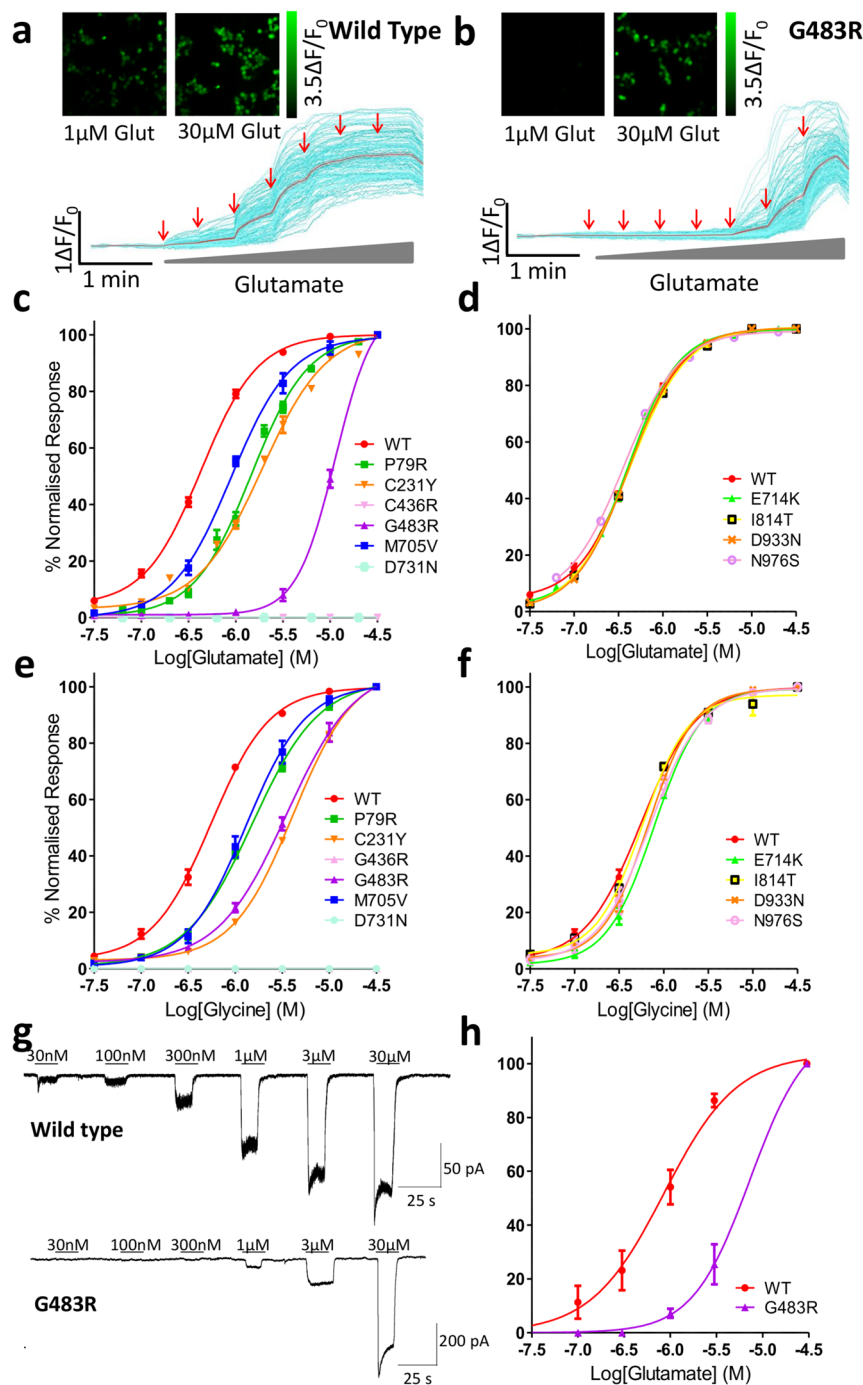 a
Wild Type
3.5ΔF/F0
1μM Glut
30μM Glut
1ΔF/F0
1 min
Glutamate
b
G483R
3.5ΔF/F0
1μM Glut
30μM Glut
1ΔF/F0
1 min
Glutamate
c
% Normalised Response
100
80
60
40
20
0
-7.5
-7.0
-6.5
-6.0
-5.5
-5.0
-4.5
Log[Glutamate] (M)
WT
P79R
C231Y
C436R
G483R
M705V
D731N
d
100
80
60
40
20
0
-7.5
-7.0
-6.5
-6.0
-5.5
-5.0
-4.5
Log[Glutamate] (M)
WT
E714K
I814T
D933N
N976S
e
% Normalised Response
100
80
60
40
20
0
-7.5
-7.0
-6.5
-6.0
-5.5
-5.0
-4.5
Log[Glycine] (M)
WT
P79R
C231Y
G436R
G483R
M705V
D731N
f
100
80
60
40
20
0
-7.5
-7.0
-6.5
-6.0
-5.5
-5.0
-4.5
Log[Glycine] (M)
WT
E714K
I814T
D933N
N976S
g
30nM
100nM
300nM
1μM
3μM
30μM
Wild type
50 pA
25 s
30nM
100nM
300nM
1μM
3μM
30μM
G483R
200 pA
25 s
h
100
80
60
40
20
0
-7.5
-7.0
-6.5
-6.0
-5.5
-5.0
-4.5
Log[Glutamate] (M)
WT
G483R